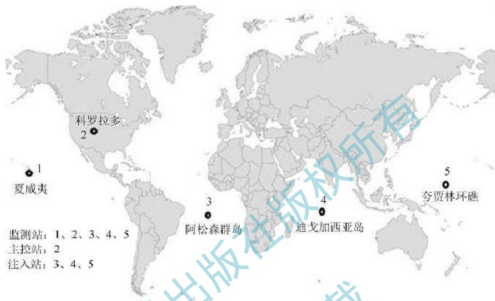 科罗拉多
2
1
夏威夷
3
阿松森群岛
4
迪戈加西亚岛
5
夸贾林环礁
监测站：1、2、3、4、5
主控站：2
注入站：3、4、5
出版社版权所有